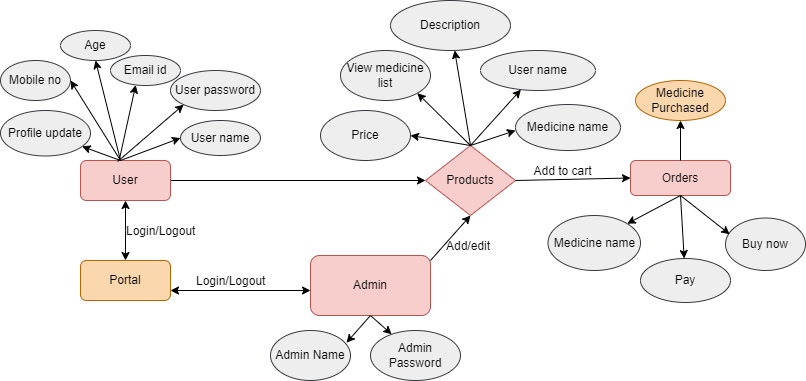 Description
Age
Email id
View medicine
list
User name
Mobile no
User password
Medicine
Purchased
Profile update
User name
Price
Medicine name
Add to cart
User
Products
Orders
Login/Logout
Add/edit
Medicine name
Buy now
Portal
Login/Logout
Admin
Pay
Admin Name
Admin
Password